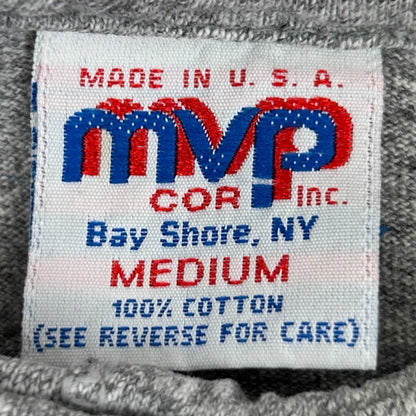 MADE IN U.S.A.
mvp
COR Inc.
Bay Shore, NY
MEDIUM
100% COTTON
(SEE REVERSE FOR CARE)